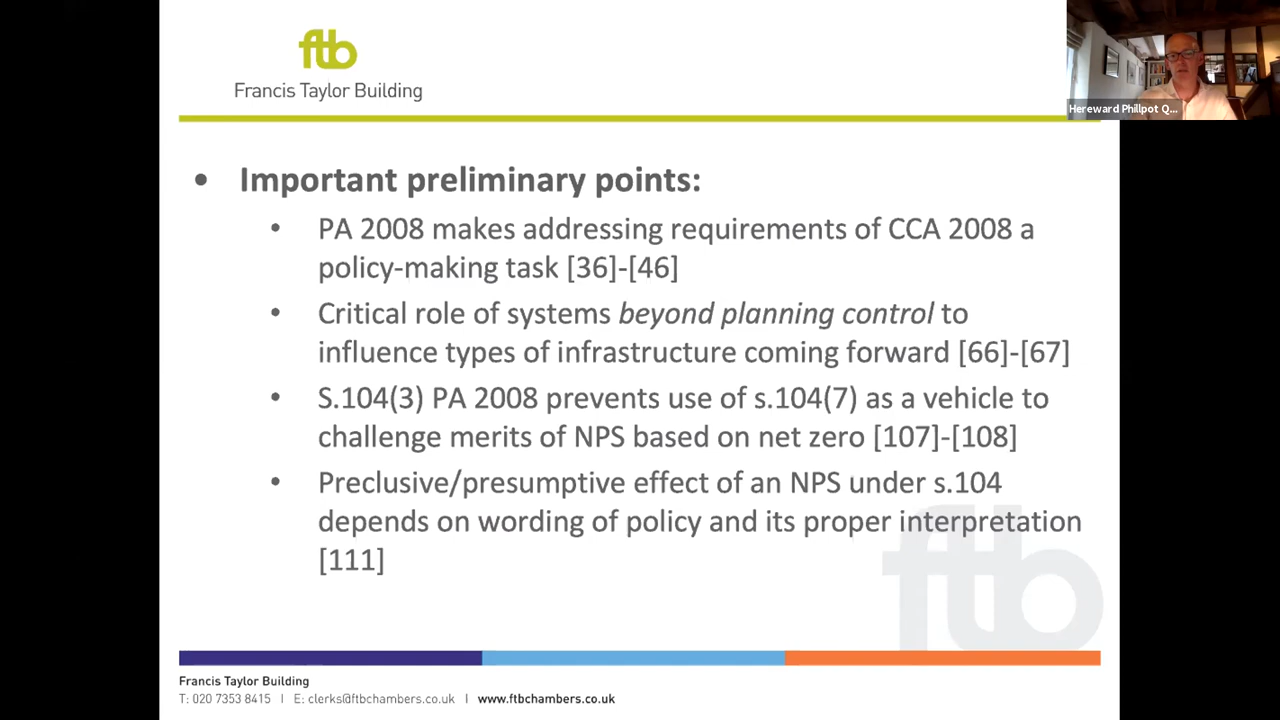 ftb
Francis Taylor Building
Hereward Phillpot Q...
• Important preliminary points:
• PA 2008 makes addressing requirements of CCA 2008 a
policy-making task [36]-[46]
• Critical role of systems beyond planning control to
influence types of infrastructure coming forward [66]-[67]
• S.104(3) PA 2008 prevents use of s.104(7) as a vehicle to
challenge merits of NPS based on net zero [107]-[108]
• Preclusive/presumptive effect of an NPS under s.104
depends on wording of policy and its proper interpretation
[111]
ftb
Francis Taylor Building
T: 020 7353 8415 I E: clerks@ftbchambers.co.uk I www.ftbchambers.co.uk